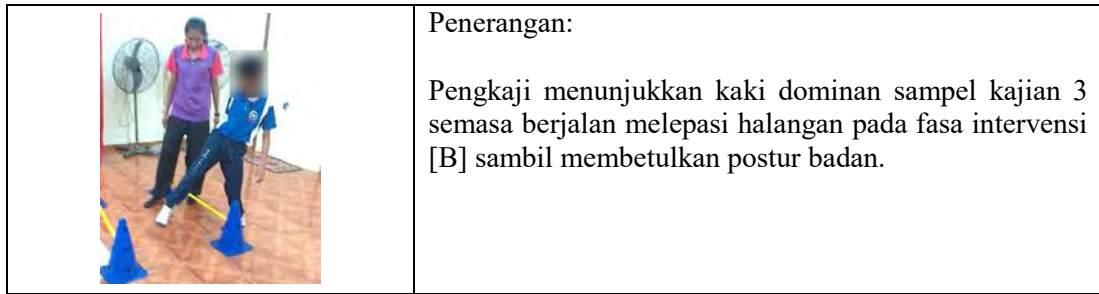 Penerangan:
Pengkaji menunjukkan kaki dominan sampel kajian 3
semasa berjalan melepasi halangan pada fasa intervensi
[B] sambil membetulkan postur badan.